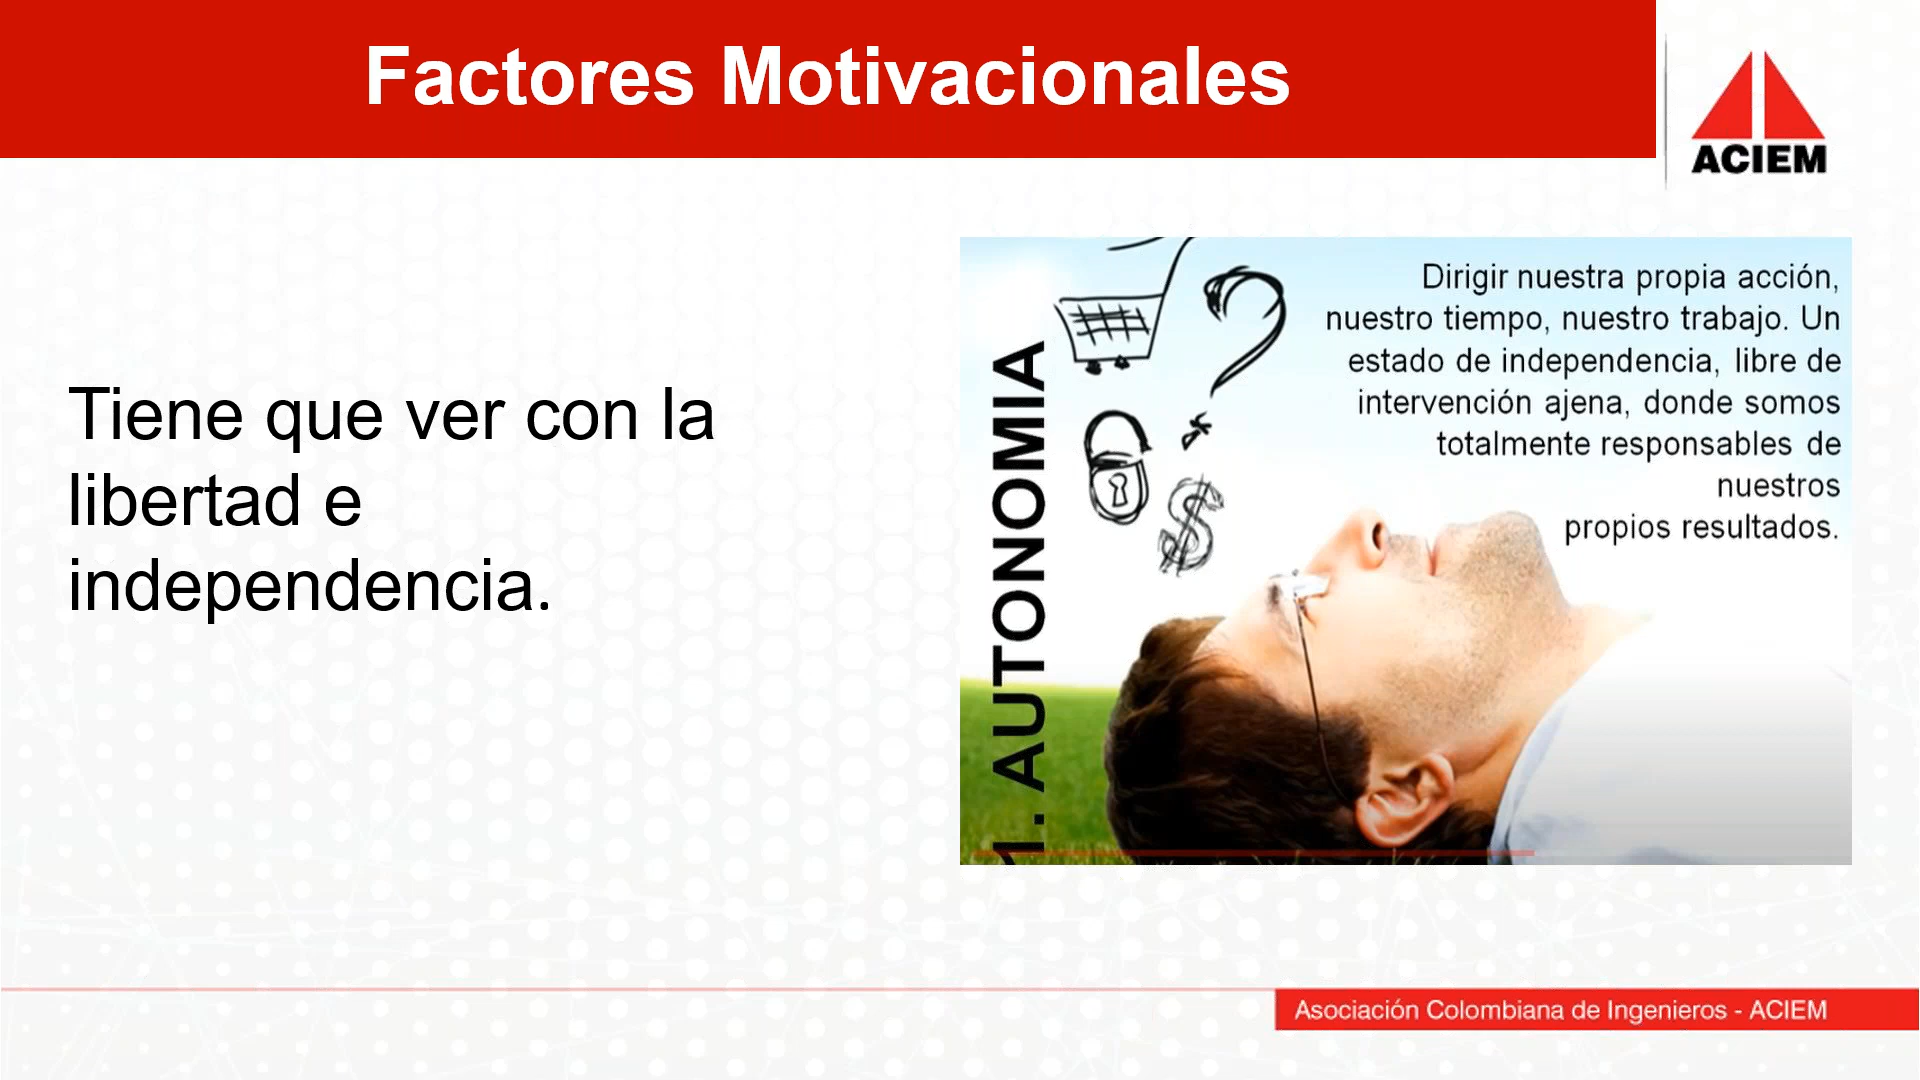 Factores Motivacionales
ACIEM
Tiene que ver con la
libertad e
independencia.
1. AUTONOMIA
Dirigir nuestra propia acción,
nuestro tiempo, nuestro trabajo. Un
estado de independencia, libre de
intervención ajena, donde somos
totalmente responsables de
nuestros
propios resultados.
$
Asociación Colombiana de Ingenieros - ACIEM